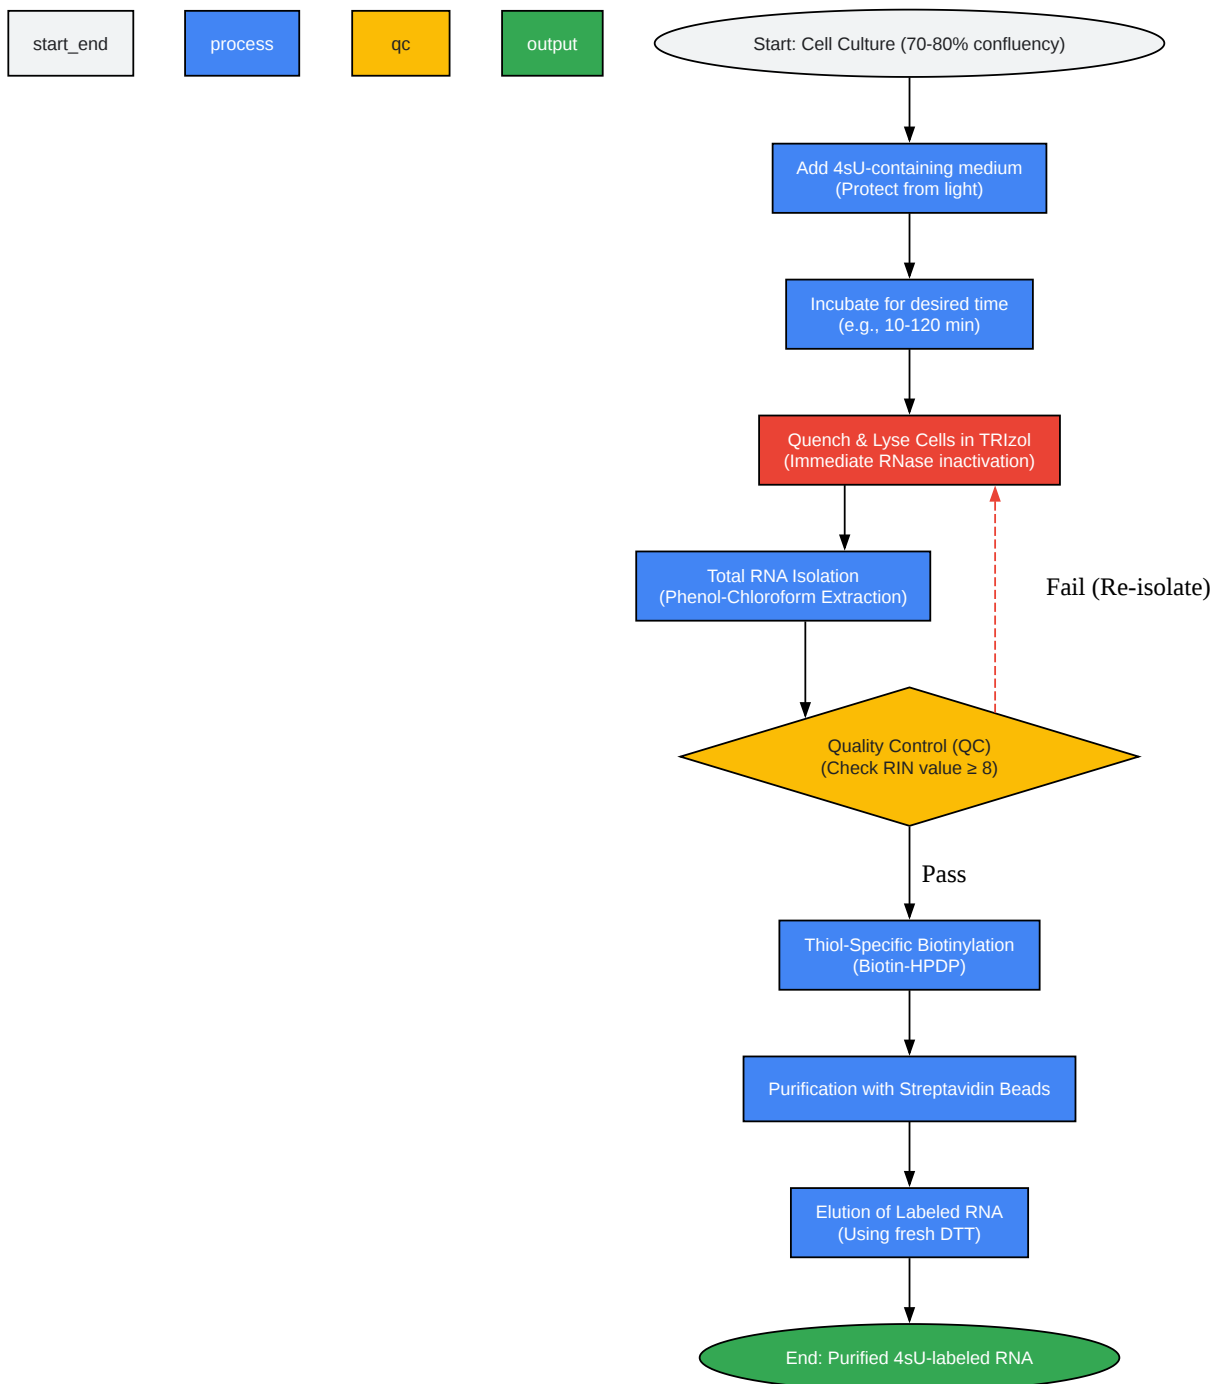 start_end
process
qc
output
Start: Cell Culture (70-80% confluency)
Add 4sU-containing medium
(Protect from light)
Incubate for desired time
(e.g., 10-120 min)
Quench & Lyse Cells in TRIzol
(Immediate RNase inactivation)
Total RNA Isolation
(Phenol-Chloroform Extraction)
Fail (Re-isolate)
Quality Control (QC)
(Check RIN value ≥ 8)
Pass
Thiol-Specific Biotinylation
(Biotin-HPDP)
Purification with Streptavidin Beads
Elution of Labeled RNA
(Using fresh DTT)
End: Purified 4sU-labeled RNA